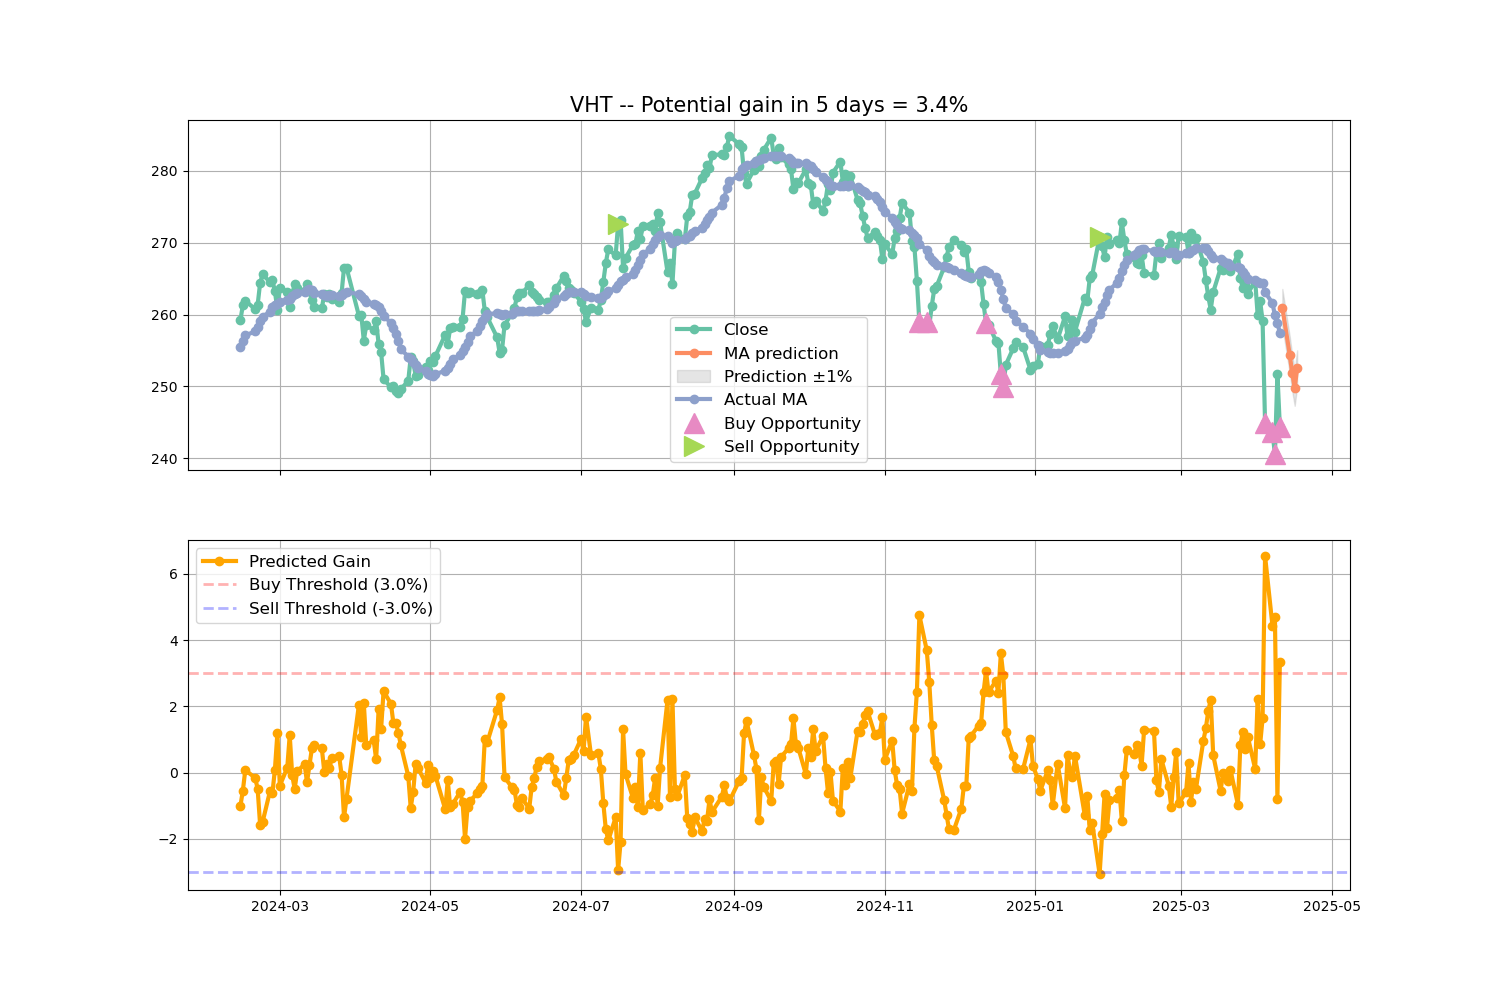 VHT -- Potential gain in 5 days = 3.4%
280
270
260
250
240
Close
MA prediction
Prediction ±1%
Actual MA
Buy Opportunity
Sell Opportunity
Predicted Gain
Buy Threshold (3.0%)
Sell Threshold (-3.0%)
6
4
2
0
−2
2024-03 2024-05 2024-07 2024-09 2024-11 2025-01 2025-03 2025-05